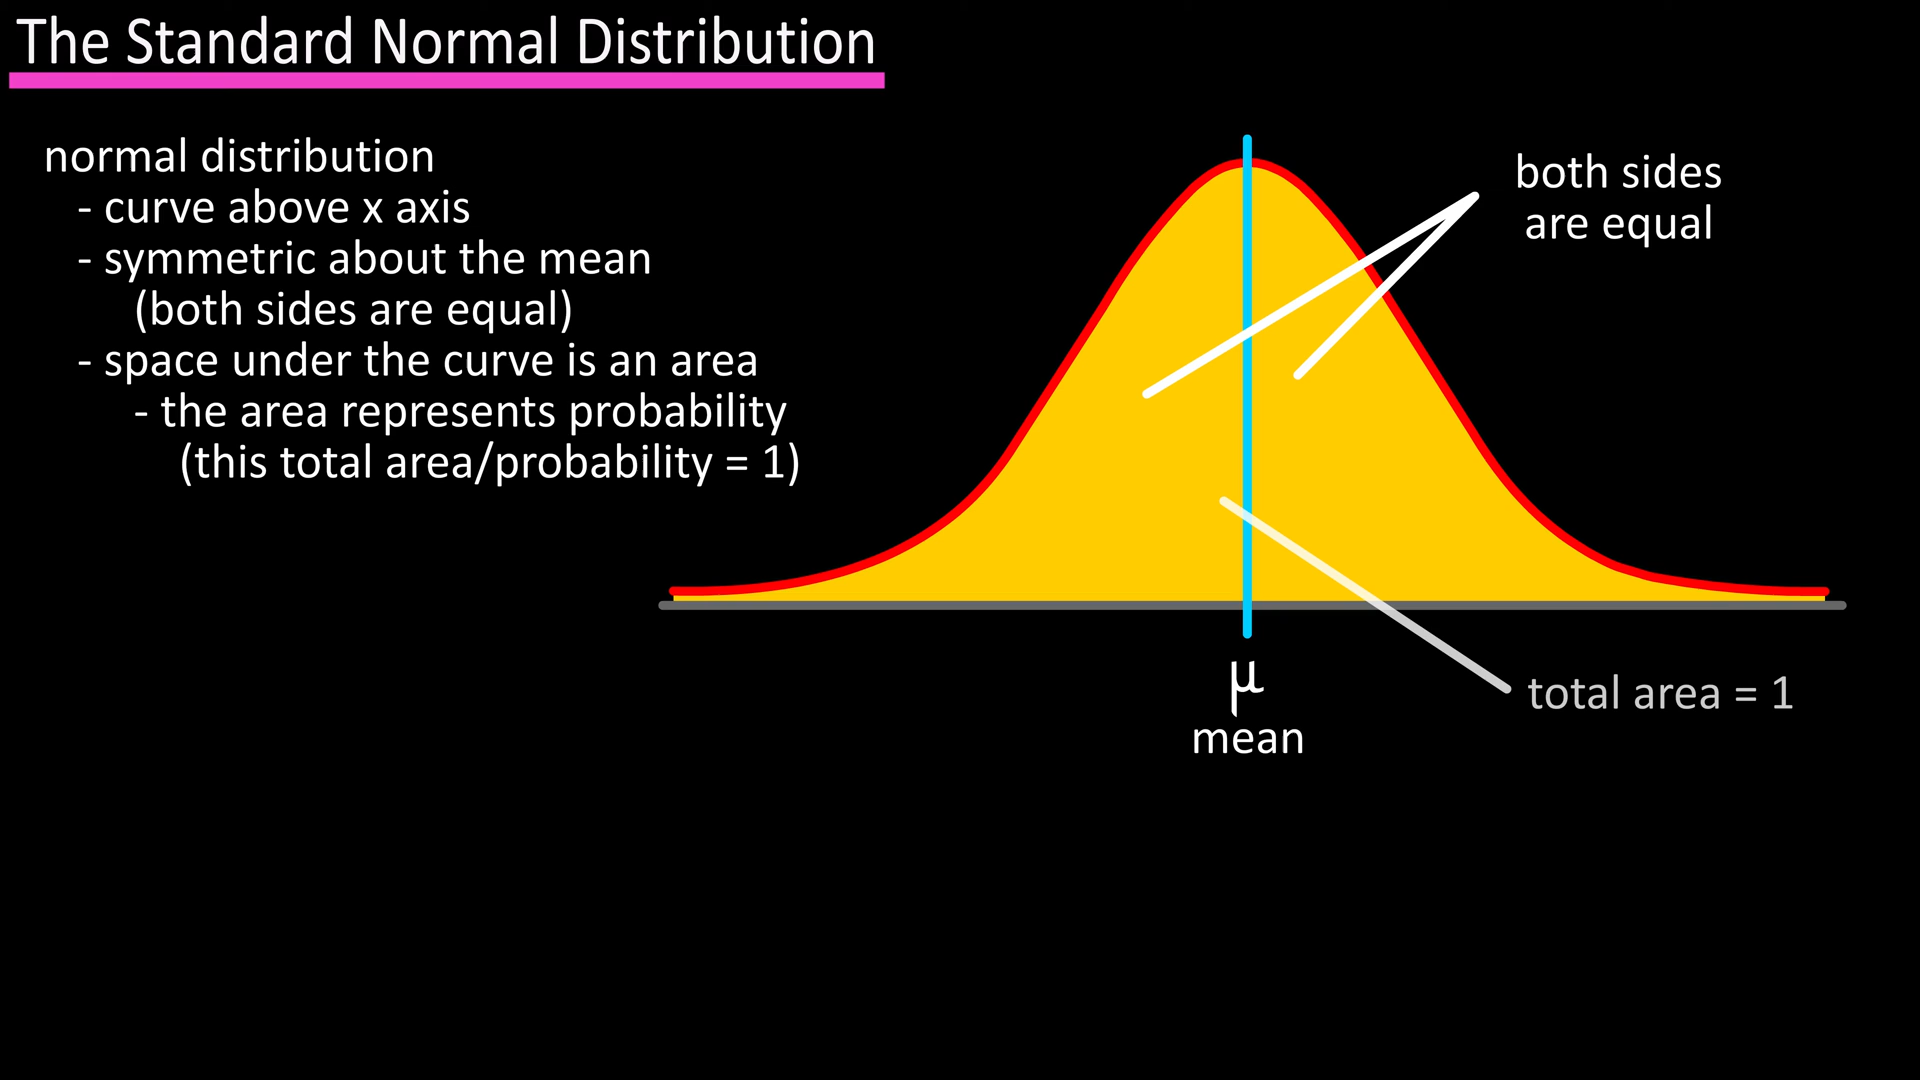 The Standard Normal Distribution
normal distribution
- curve above x axis
- symmetric about the mean
(both sides are equal)
- space under the curve is an area
- the area represents probability
(this total area/probability = 1)
both sides
are equal
μ
mean
total area = 1